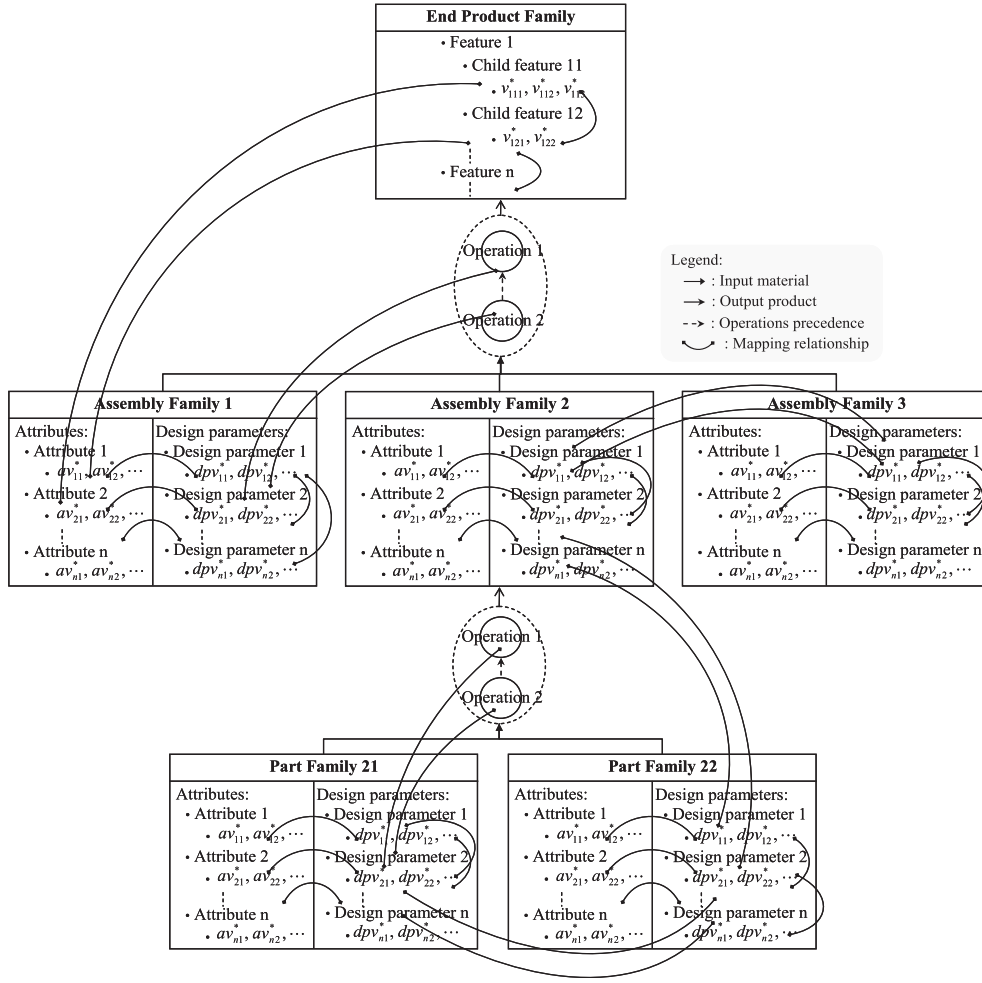 End Product Family
• Feature 1
• Child feature 11
• v*111, v*112, v*11
• Child feature 12
• v*121, v*122
• Feature n
Operation 1
Operation 2
Legend:
: Input material
: Output product
: Operations precedence
: Mapping relationship
Assembly Family 1
Attributes:
• Attribute 1
• av*11, av*12, ···
• Attribute 2
• av*21, av*22, ···
• Attribute n
• av*n1, av*n2, ···
Design parameters:
• Design parameter 1
• dpv*11, dpv*12, ···
• Design parameter 2
• dpv*21, dpv*22, ···
• Design parameter n
• dpv*n1, dpv*n2, ···
Assembly Family 2
Attributes:
• Attribute 1
• av*11, av*12, ···
• Attribute 2
• av*21, av*22, ···
• Attribute n
• av*n1, av*n2, ···
Design parameters:
• Design parameter 1
• dpv*11, dpv*12, ···
• Design parameter 2
• dpv*21, dpv*22, ···
• Design parameter n
• dpv*n1, dpv*n2, ···
Assembly Family 3
Attributes:
• Attribute 1
• av*11, av*12, ···
• Attribute 2
• av*21, av*22, ···
• Attribute n
• av*n1, av*n2, ···
Design parameters:
• Design parameter 1
• dpv*11, dpv*12, ···
• Design parameter 2
• dpv*21, dpv*22, ···
• Design parameter n
• dpv*n1, dpv*n2, ···
Operation 1
Operation 2
Part Family 21
Attributes:
• Attribute 1
• av*11, av*12, ···
• Attribute 2
• av*21, av*22, ···
• Attribute n
• av*n1, av*n2, ···
Design parameters:
• Design parameter 1
• dpv*11, dpv*12, ···
• Design parameter 2
• dpv*21, dpv*22, ···
• Design parameter n
• dpv*n1, dpv*n2, ···
Part Family 22
Attributes:
• Attribute 1
• av*11, av*12, ···
• Attribute 2
• av*21, av*22, ···
• Attribute n
• av*n1, av*n2, ···
Design parameters:
• Design parameter 1
• dpv*11, dpv*12, ···
• Design parameter 2
• dpv*21, dpv*22, ···
• Design parameter n
• dpv*n1, dpv*n2, ···